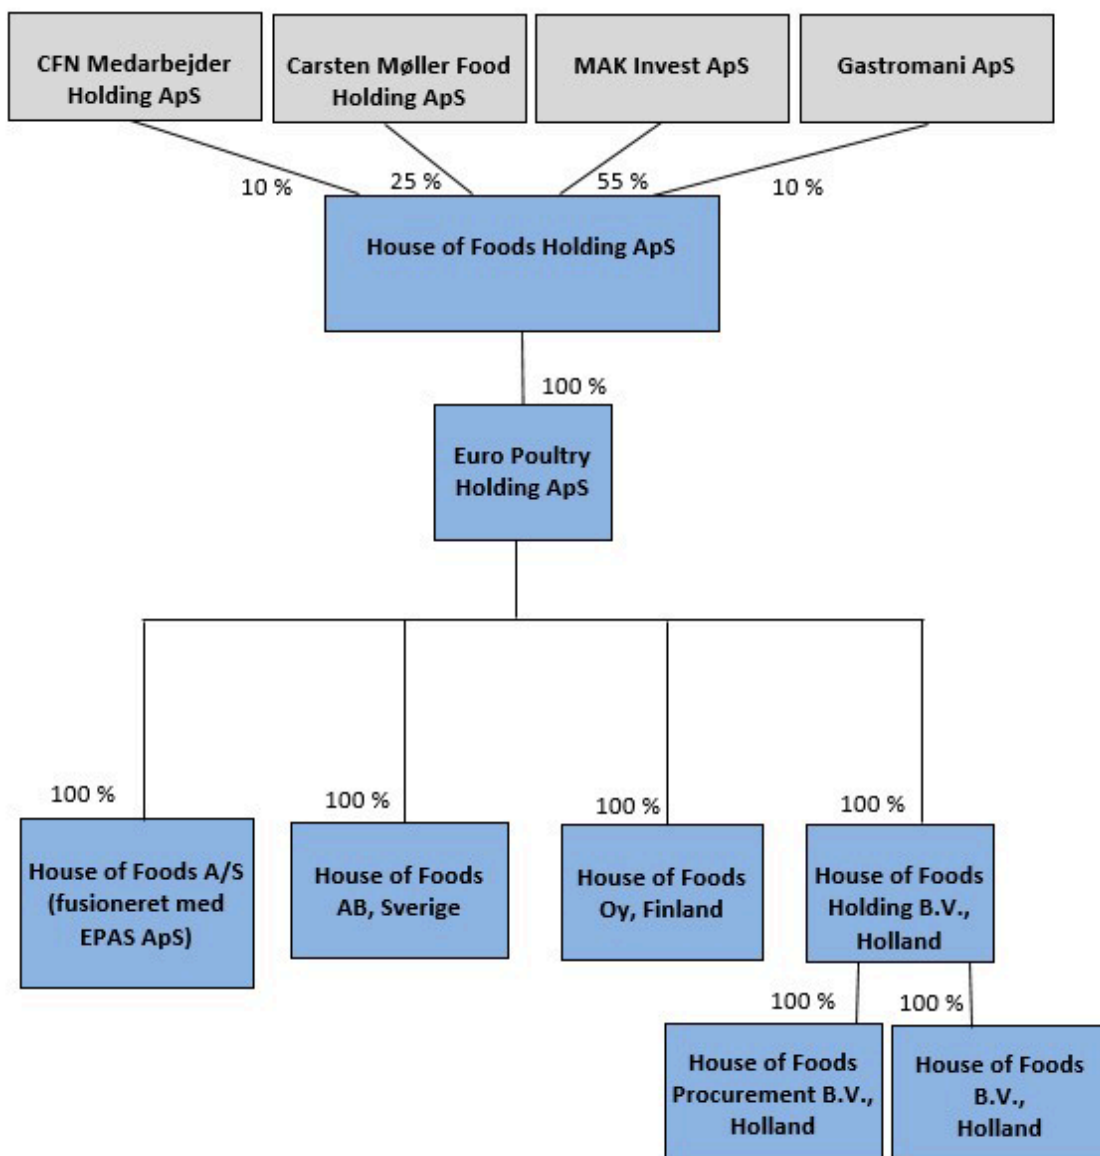 CFN Medarbejder
Holding ApS
Carsten Møller Food
Holding ApS
MAK Invest ApS
Gastromani ApS
10 %
25 %
55 %
10 %
House of Foods Holding ApS
100 %
Euro Poultry
Holding ApS
100 %
100 %
100 %
100 %
House of Foods A/S
(fusioneret med
EPAS ApS)
House of Foods
AB, Sverige
House of Foods
Oy, Finland
House of Foods
Holding B.V.,
Holland
100 %
100 %
House of Foods
Procurement B.V.,
Holland
House of Foods
B.V.,
Holland